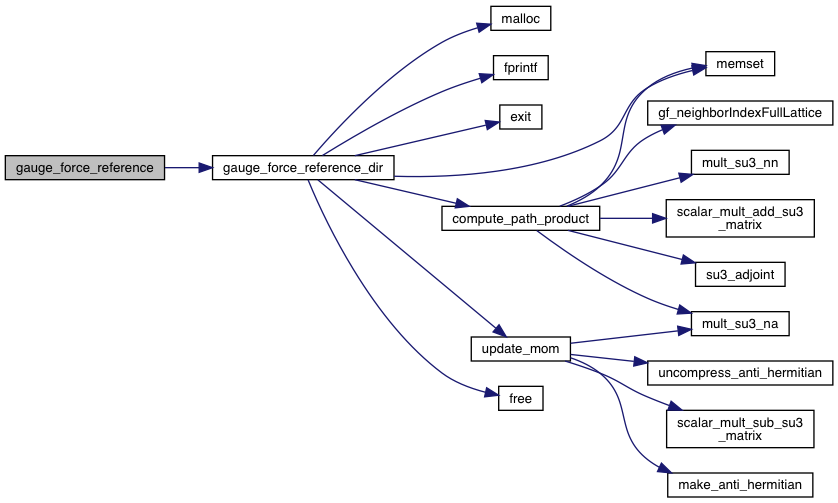 malloc
fprintf
exit
memset
gf_neighborIndexFullLattice
mult_su3_nn
gauge_force_reference
gauge_force_reference_dir
compute_path_product
scalar_mult_add_su3
_matrix
su3_adjoint
mult_su3_na
update_mom
uncompress_anti_hermitian
free
scalar_mult_sub_su3
_matrix
make_anti_hermitian